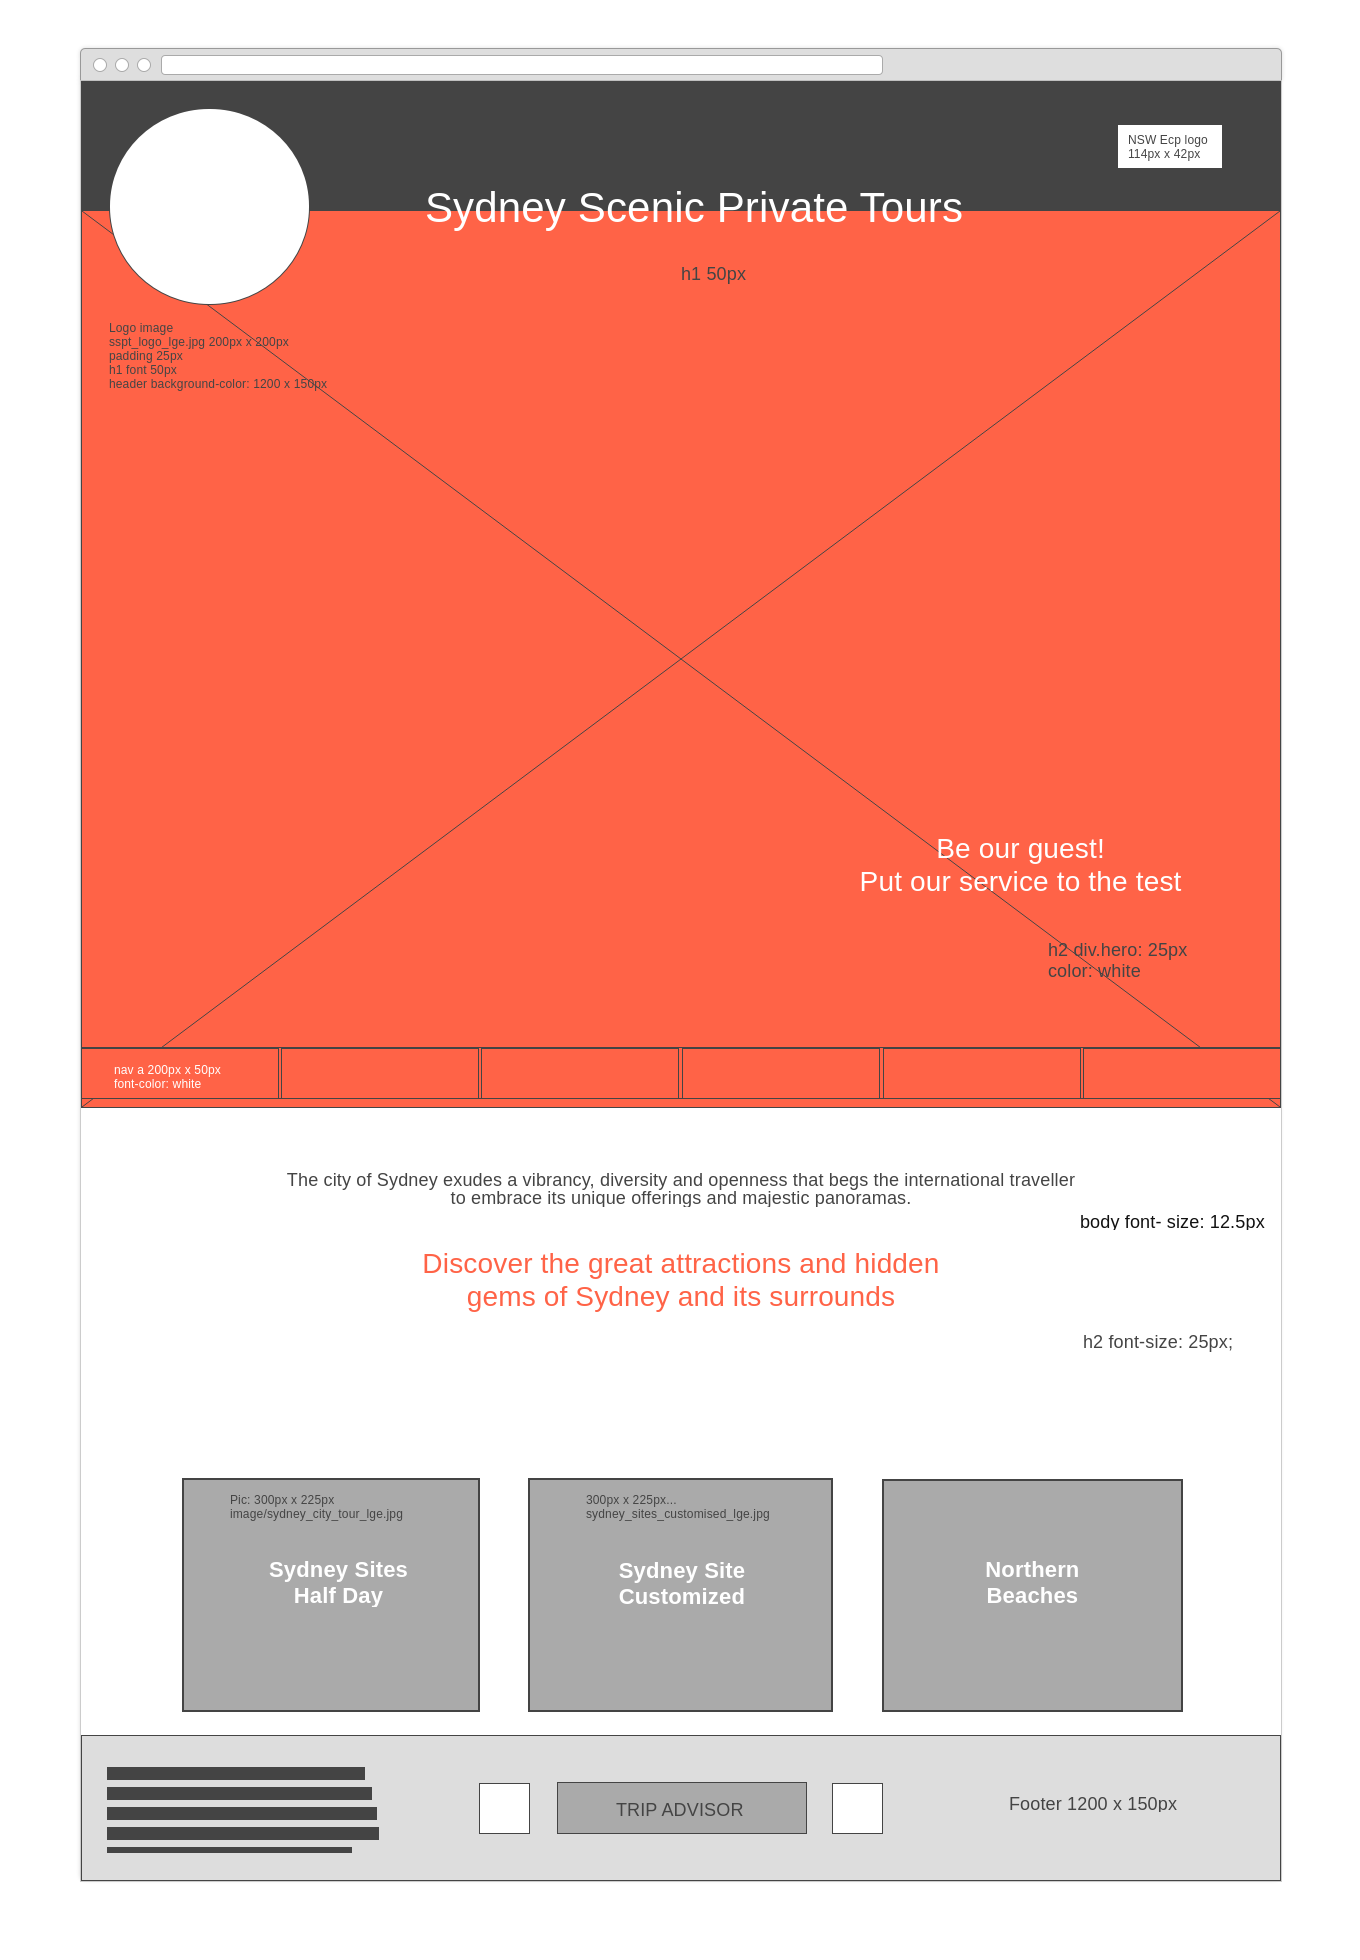 NSW Ecp logo
114px x 42px
Sydney Scenic Private Tours
h1 50px
Logo image
sspt_logo_lge.jpg 200px x 200px
padding 25px
h1 font 50px
header background-color: 1200 x 150px
Be our guest!
Put our service to the test
h2 div.hero: 25px
color: white
nav a 200px x 50px
font-color: white
The city of Sydney exudes a vibrancy, diversity and openness that begs the international traveller
to embrace its unique offerings and majestic panoramas.
body font- size: 12.5px
Discover the great attractions and hidden
gems of Sydney and its surrounds
h2 font-size: 25px;
Pic: 300px x 225px
image/sydney_city_tour_lge.jpg
Sydney Sites
Half Day
300px x 225px...
sydney_sites_customised_lge.jpg
Sydney Site
Customized
Northern
Beaches
TRIP ADVISOR
Footer 1200 x 150px